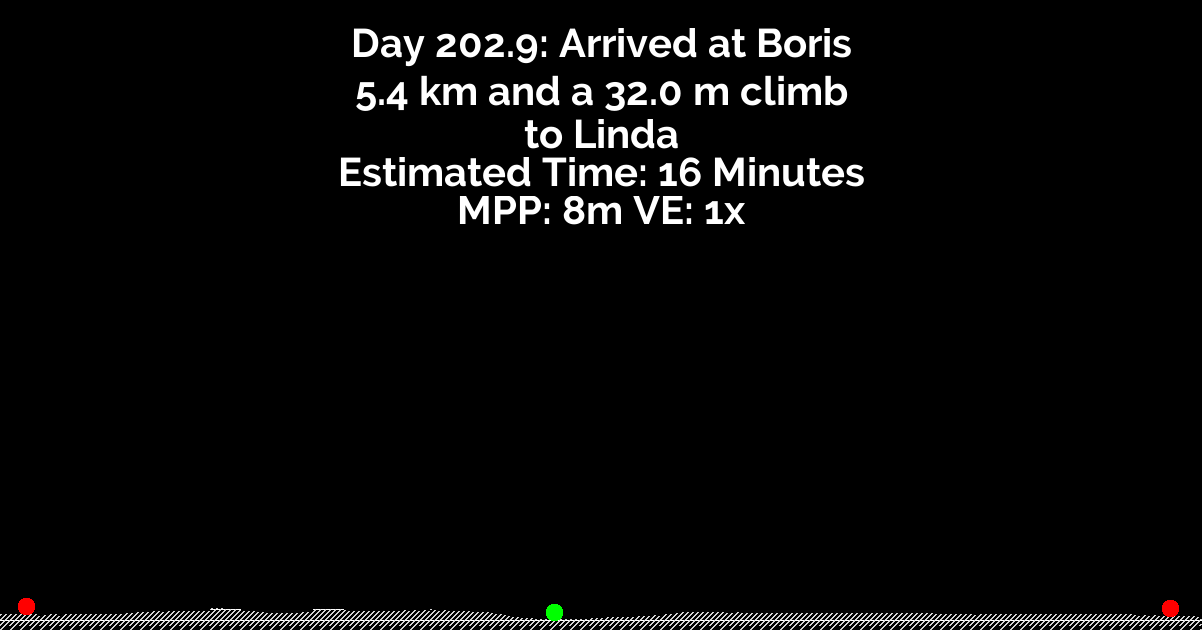 Day 202.9: Arrived at Boris
5.4 km and a 32.0 m climb
to Linda
Estimated Time: 16 Minutes
MPP: 8m VE: 1x